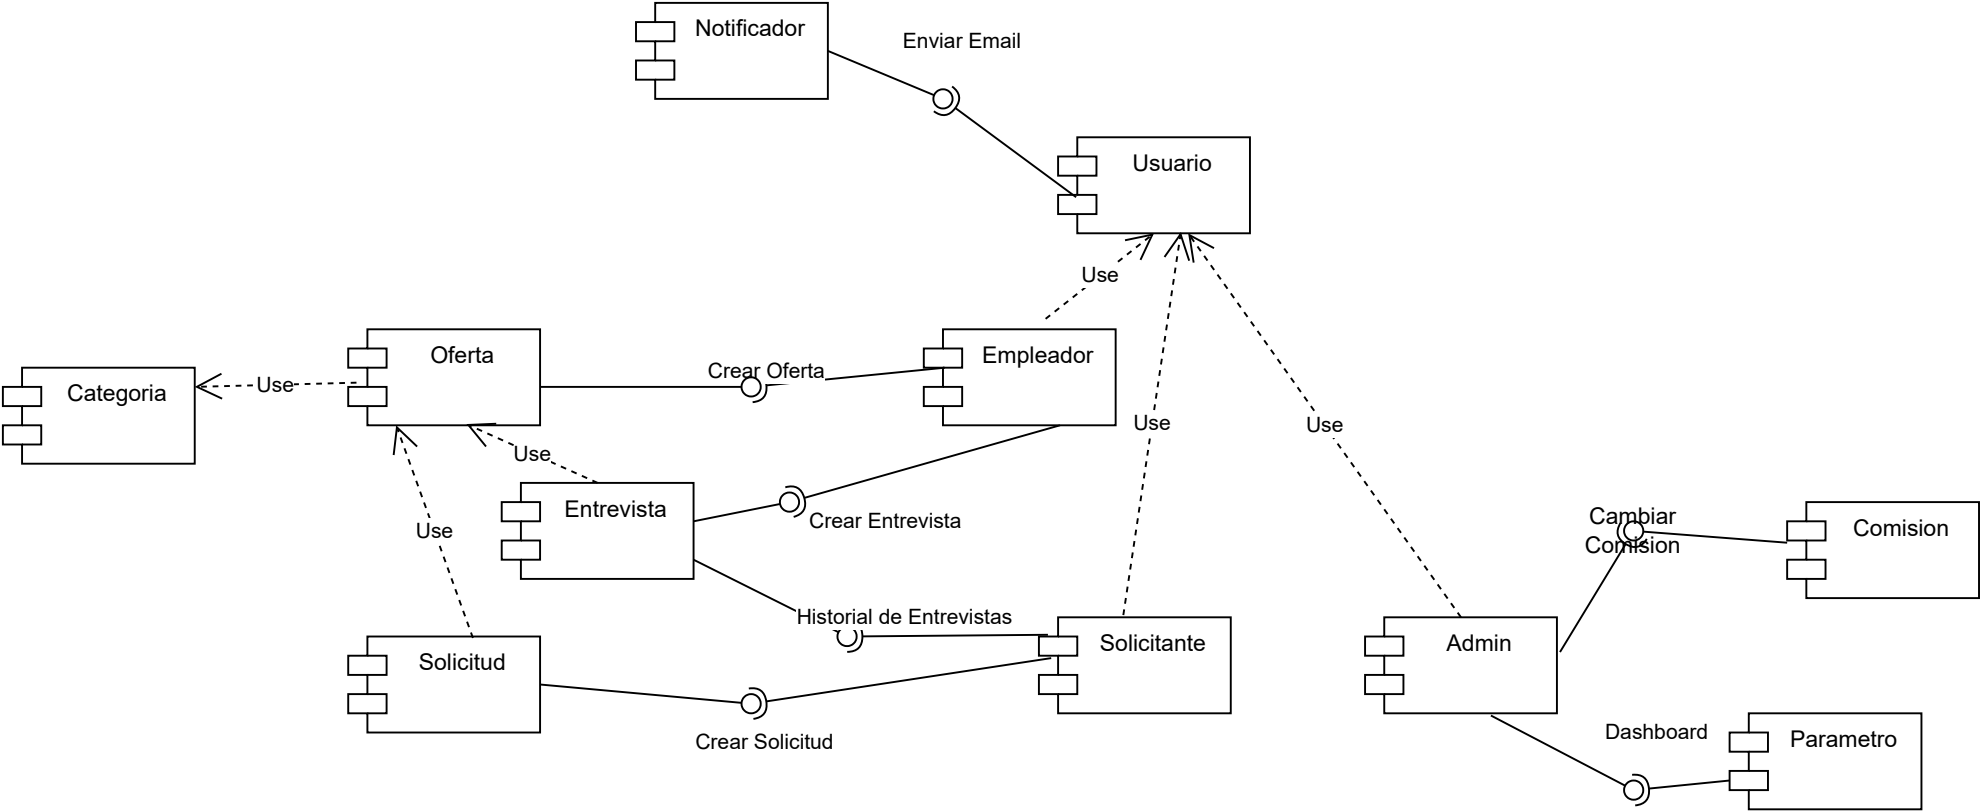 Notificador
Enviar Email
Usuario
Use
Categoria
Use
Oferta
Crear Oferta
Empleador
Use
Use
Use
Entrevista
Crear Entrevista
Use
Cambiar
Comision
Comision
Historial de Entrevistas
Solicitante
Admin
Solicitud
Crear Solicitud
Dashboard
Parametro